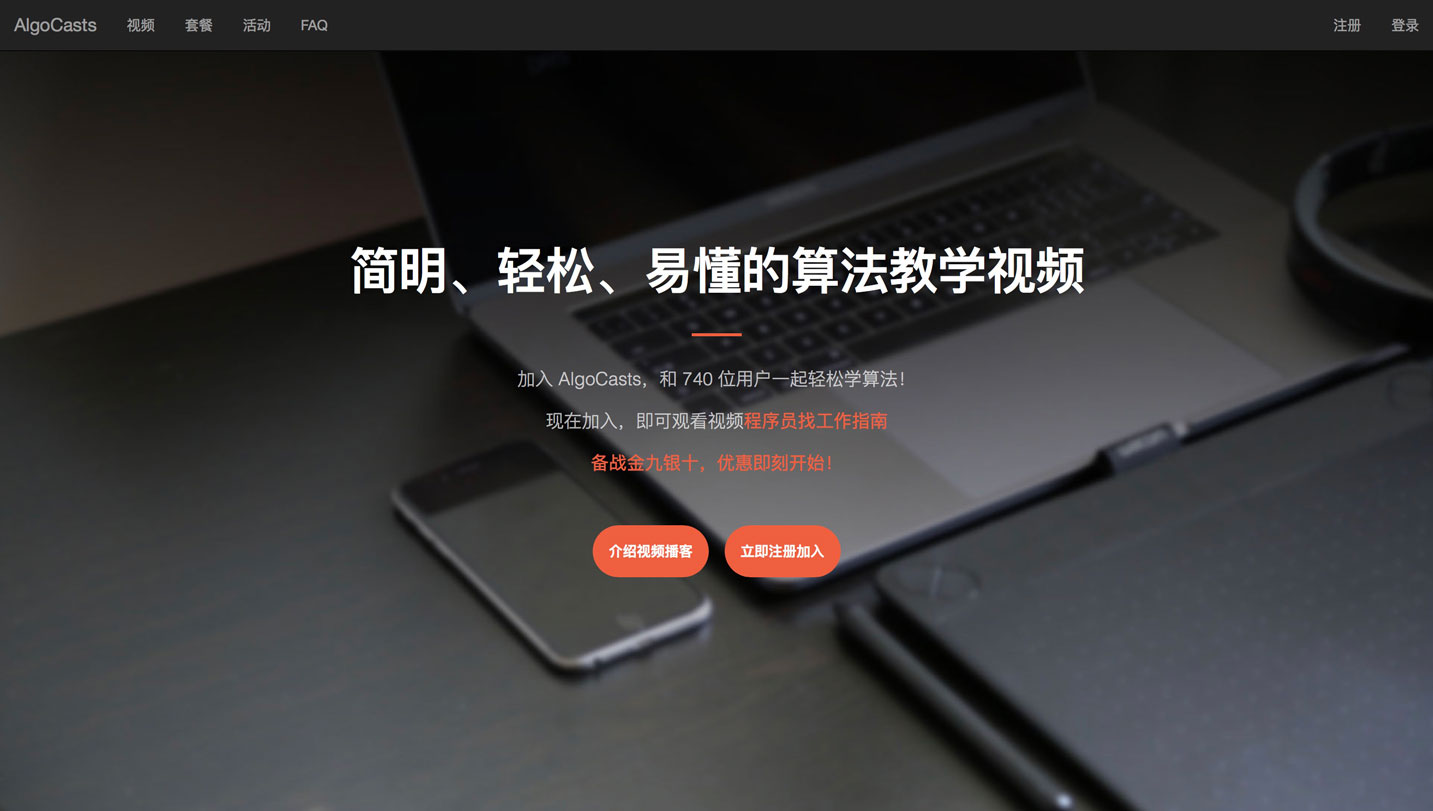 AlgoCasts 视频 套餐 活动 FAQ 注册 登录
简明、轻松、易懂的算法教学视频
加入 AlgoCasts，和 740 位用户一起轻松学算法！
现在加入，即可观看视频程序员找工作指南
备战金九银十，优惠即刻开始！
介绍视频播客 立即注册加入